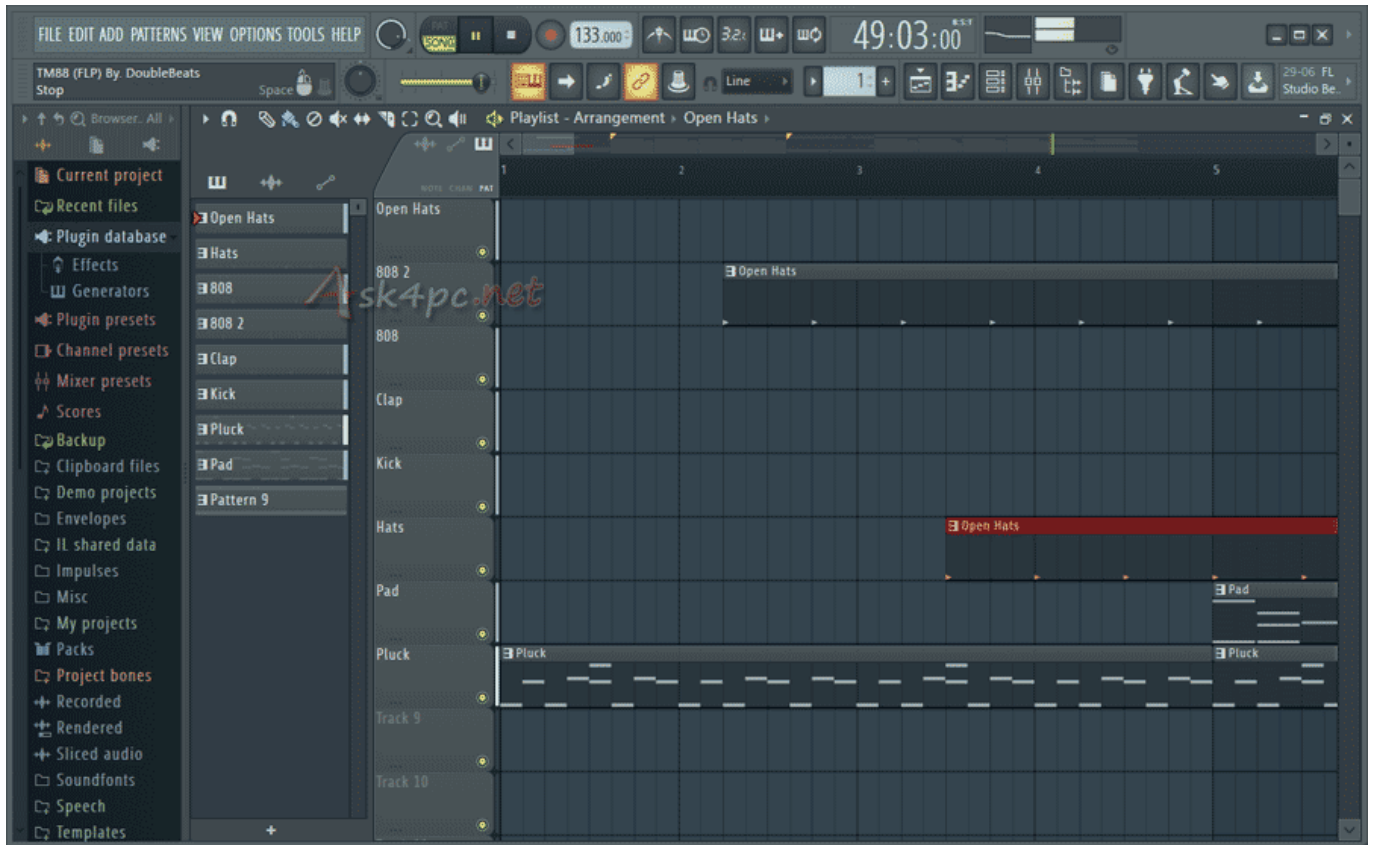 FILE EDIT ADD PATTERNS VIEW OPTIONS TOOLS HELP
PAT
SONG
133.000
3.2.
49:03:00
B:S:T
TM88 (FLP) By. DoubleBeats
Stop
Space
Line
1
29-06 FL
Studio Be..
Browser.. All
Playlist - Arrangement
Open Hats
Current project
Recent files
Plugin database
Effects
Generators
Plugin presets
Channel presets
Mixer presets
Scores
Backup
Clipboard files
Demo projects
Envelopes
IL shared data
Impulses
Misc
My projects
Packs
Project bones
Recorded
Rendered
Sliced audio
Soundfonts
Speech
Templates
Open Hats
Hats
808
808 2
Clap
Kick
Pluck
Pad
Pattern 9
+
NOTE CHAN PAT
1 2 3 4 5
Open Hats
808 2
Open Hats
808
Clap
Kick
Hats
Open Hats
Pad
Pad
Pluck
Pluck
Pluck
Track 9
Track 10
Ask4pc.net